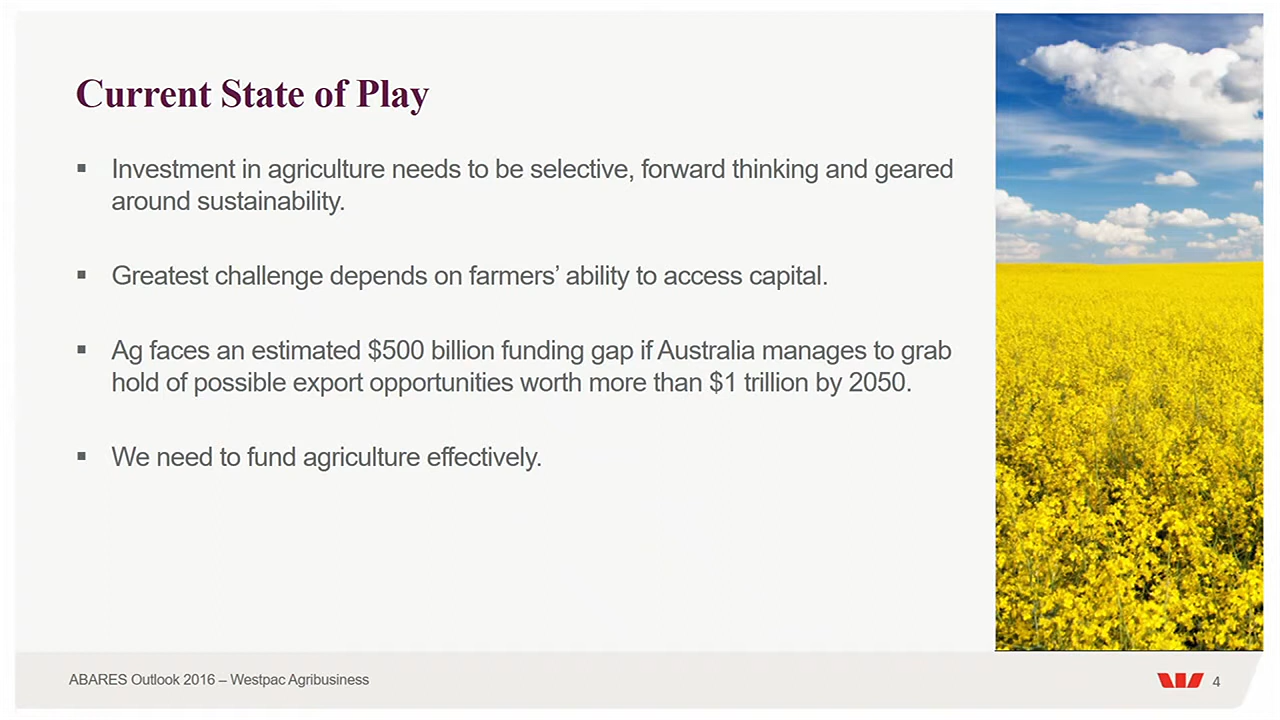 Current State of Play
▪ Investment in agriculture needs to be selective, forward thinking and geared
around sustainability.
▪ Greatest challenge depends on farmers’ ability to access capital.
▪ Ag faces an estimated $500 billion funding gap if Australia manages to grab
hold of possible export opportunities worth more than $1 trillion by 2050.
▪ We need to fund agriculture effectively.
ABARES Outlook 2016 – Westpac Agribusiness
4